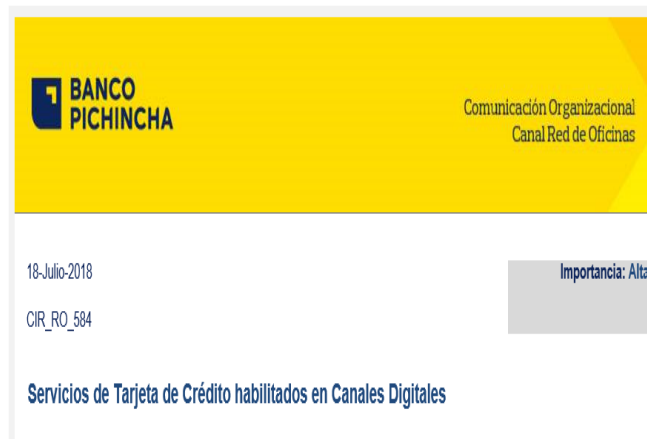 BANCO
PICHINCHA
Comunicación Organizacional
Canal Red de Oficinas
18-Julio-2018
Importancia: Alta
CIR_RO_584
Servicios de Tarjeta de Crédito habilitados en Canales Digitales